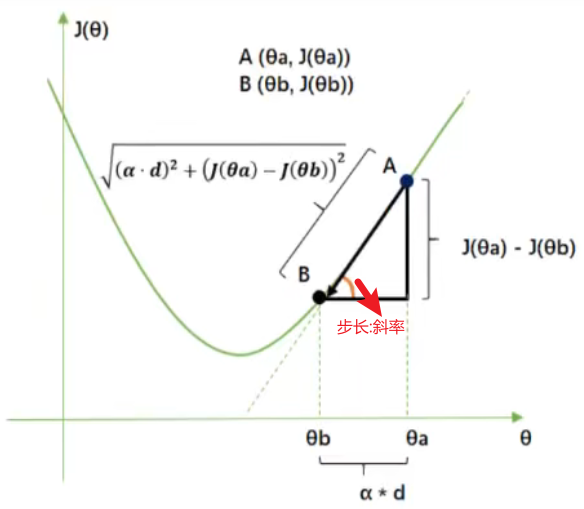 J(θ)
A (θa, J(θa))
B (θb, J(θb))
√((α · d)² + (J(θa) − J(θb))²)
A
J(θa) - J(θb)
B
步长:斜率
θb
θa
θ
α * d